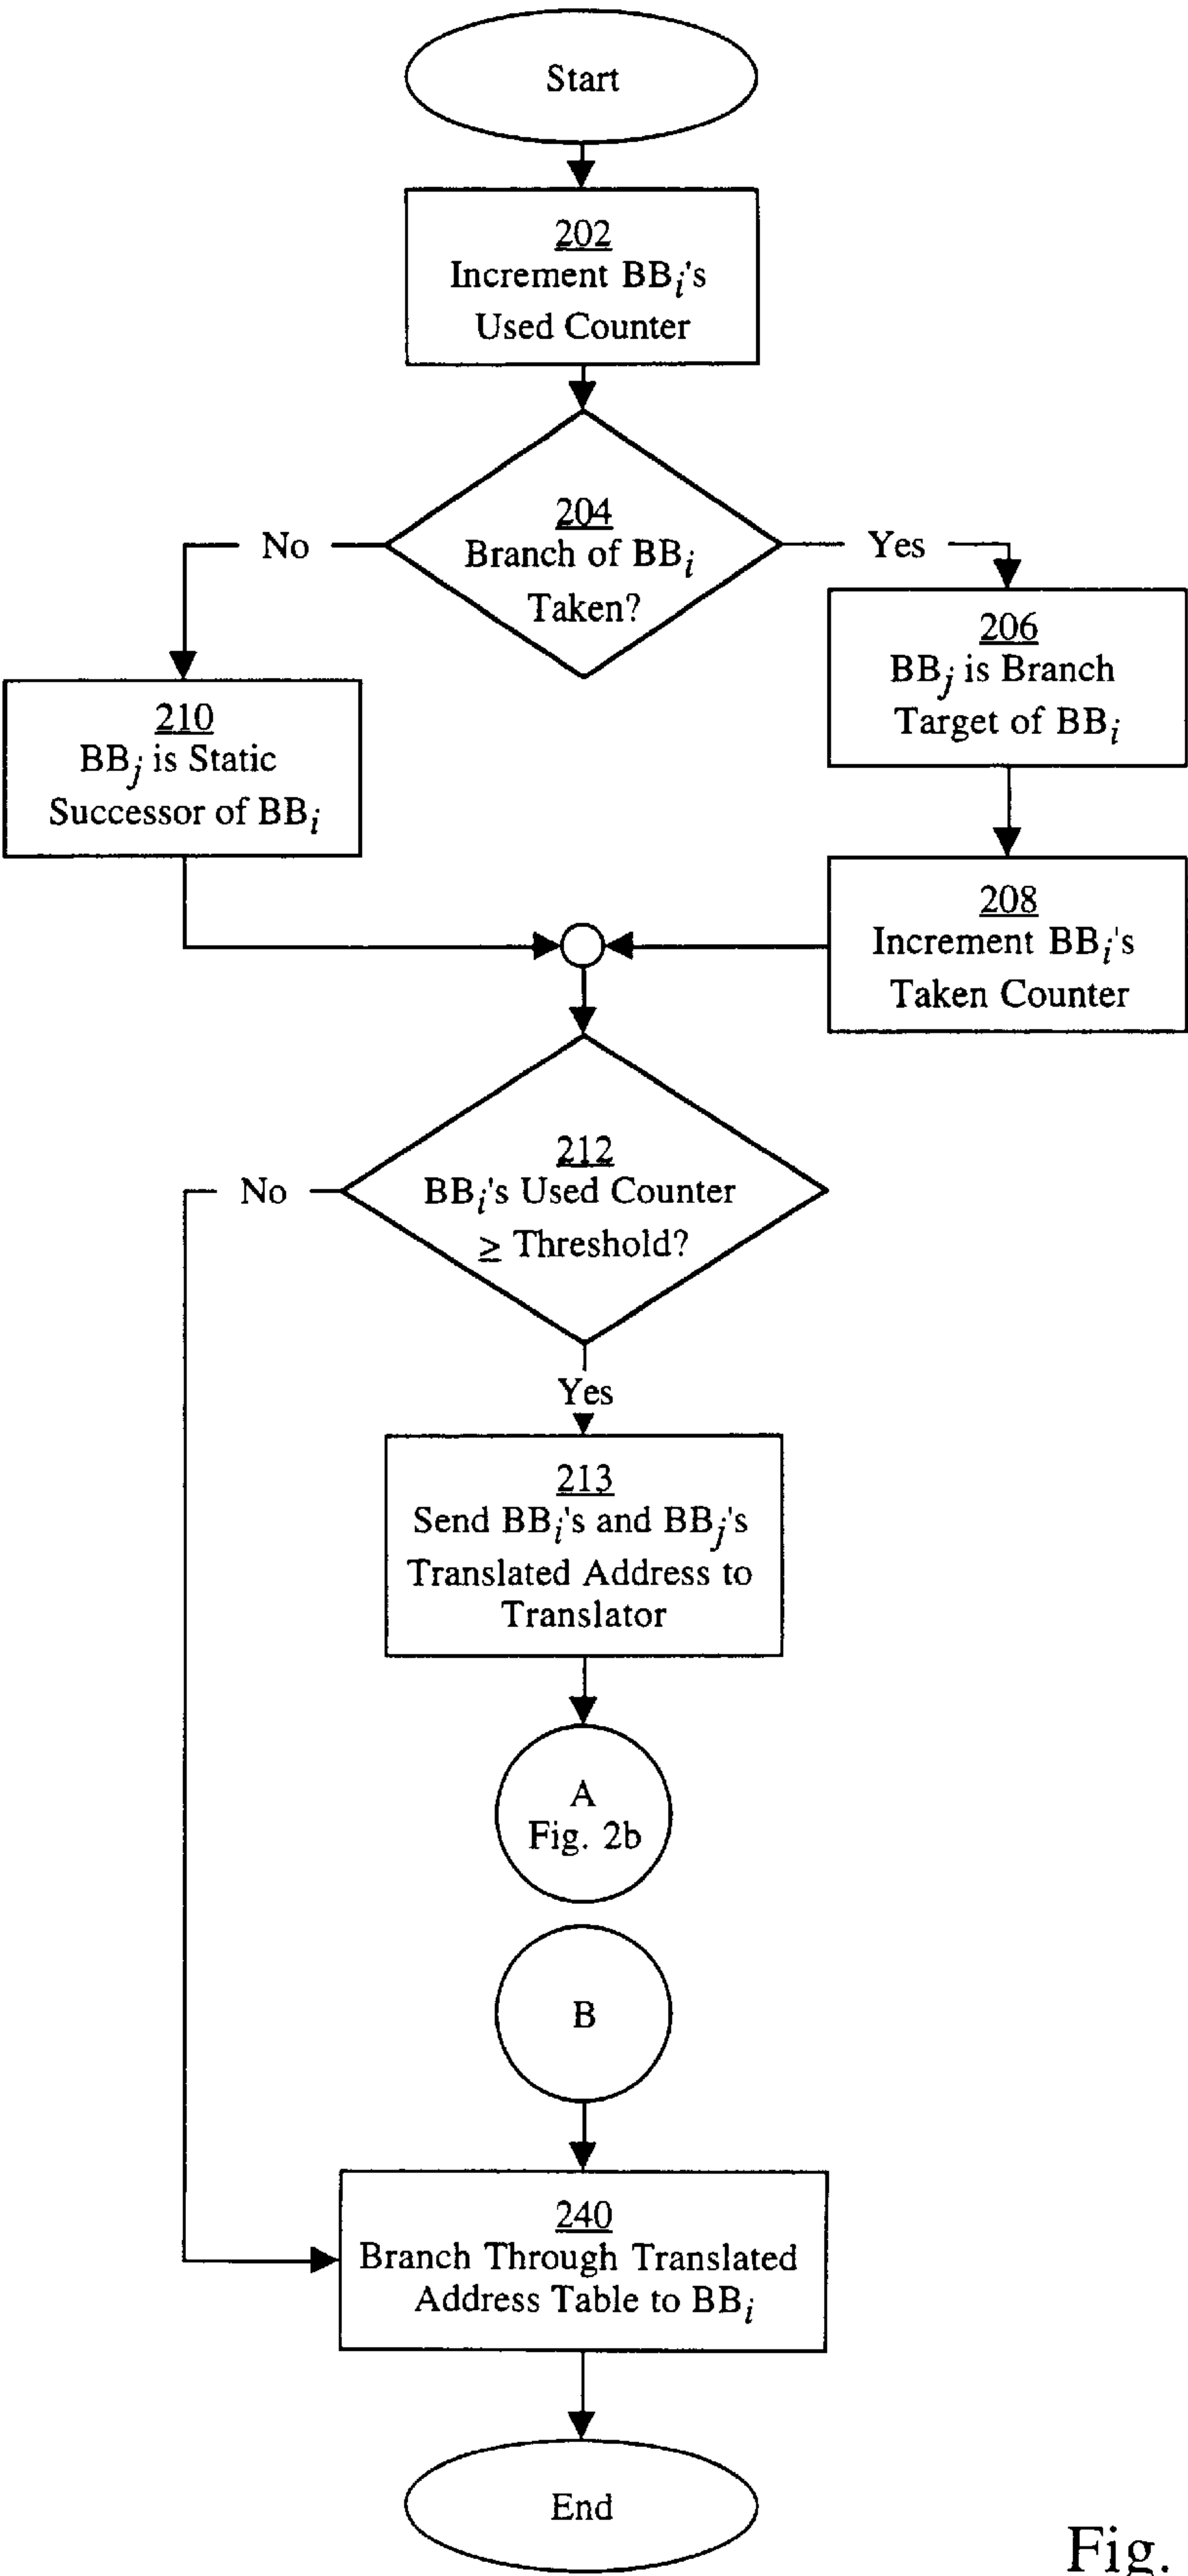 Start
202
Increment BBi's
Used Counter
204
Branch of BBi
Taken?
No
Yes
206
BBj is Branch
Target of BBi
210
BBj is Static
Successor of BBi
208
Increment BBi's
Taken Counter
212
BBi's Used Counter
≥ Threshold?
No
Yes
213
Send BBi's and BBj's
Translated Address to
Translator
A
Fig. 2b
B
240
Branch Through Translated
Address Table to BBi
End
Fig.